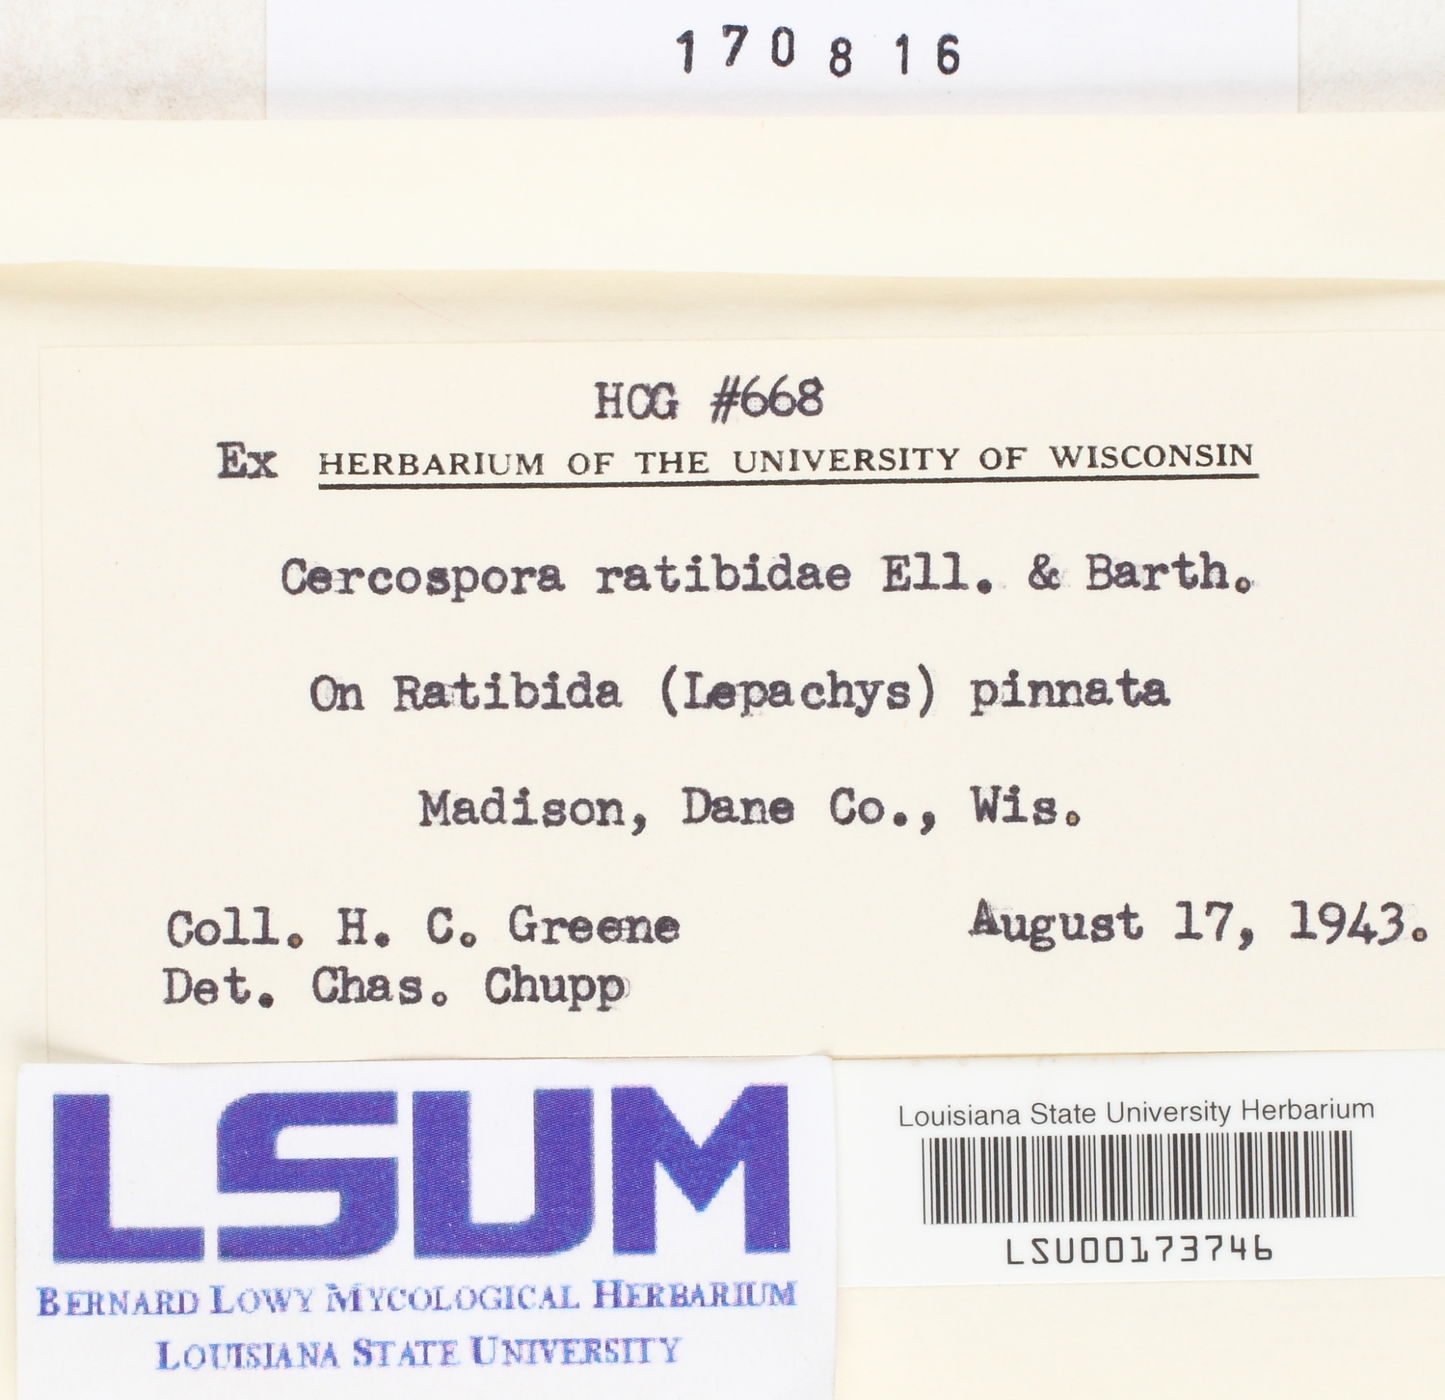 170816
HCG #668
Ex HERBARIUM OF THE UNIVERSITY OF WISCONSIN
Cercospora ratibidae Ell. & Barth.
On Ratibida (Lepachys) pinnata
Madison, Dane Co., Wis.
Coll. H. C. Greene August 17, 1943.
Det. Chas. Chupp
LSUM
BERNARD LOWY MYCOLOGICAL HERBARIUM
LOUISIANA STATE UNIVERSITY
Louisiana State University Herbarium
LSU00173746